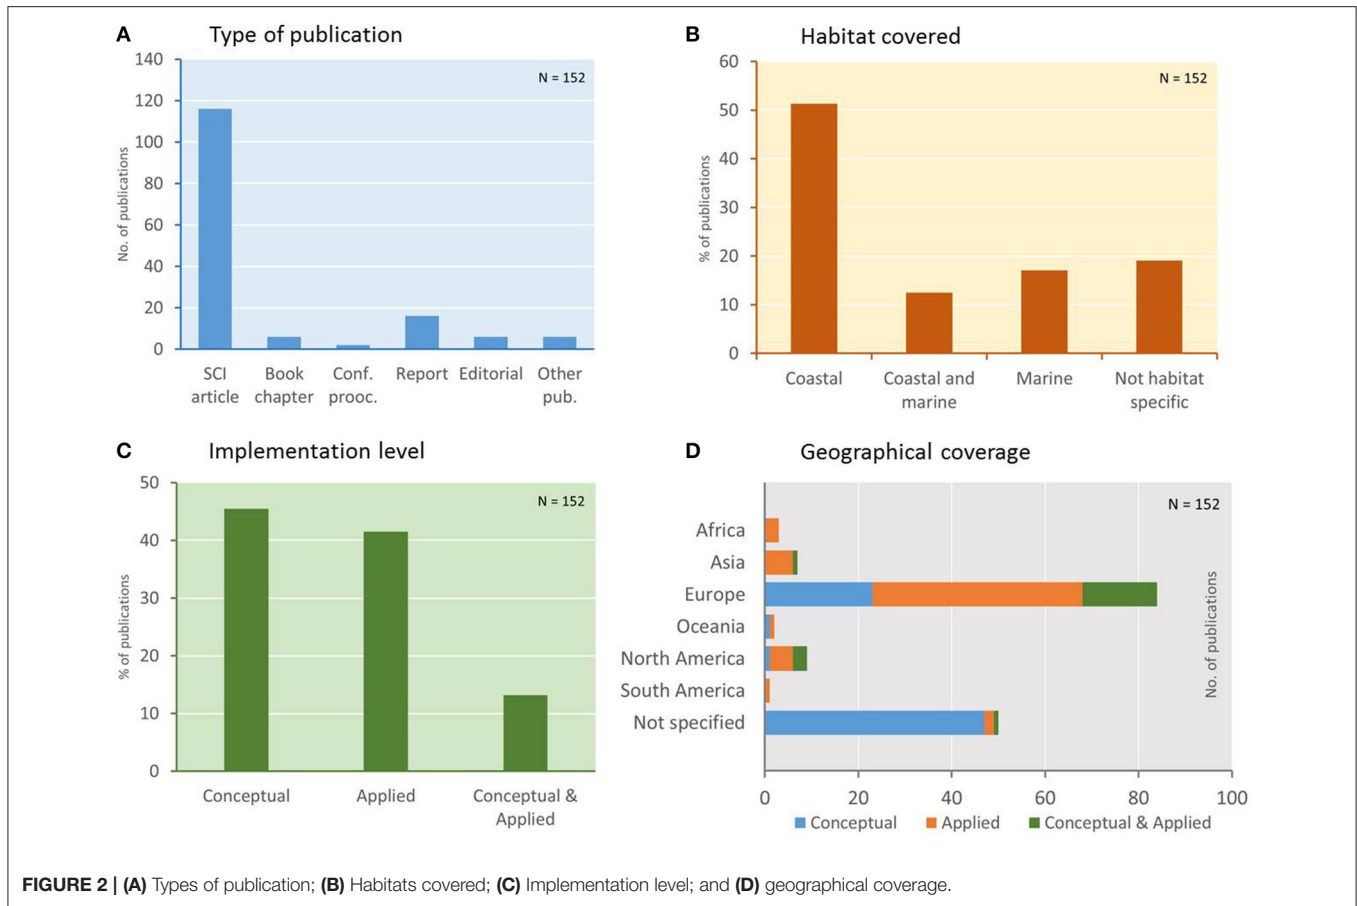 A
Type of publication
N = 152
No. of publications
140
120
100
80
60
40
20
0
SCI article
Book chapter
Conf. prooc.
Report
Editorial
Other pub.
B
Habitat covered
N = 152
% of publications
60
50
40
30
20
10
0
Coastal
Coastal and marine
Marine
Not habitat specific
C
Implementation level
N = 152
% of publications
50
40
30
20
10
0
Conceptual
Applied
Conceptual & Applied
D
Geographical coverage
N = 152
No. of publications
Africa
Asia
Europe
Oceania
North America
South America
Not specified
0 20 40 60 80 100
Conceptual Applied Conceptual & Applied
FIGURE 2 | (A) Types of publication; (B) Habitats covered; (C) Implementation level; and (D) geographical coverage.